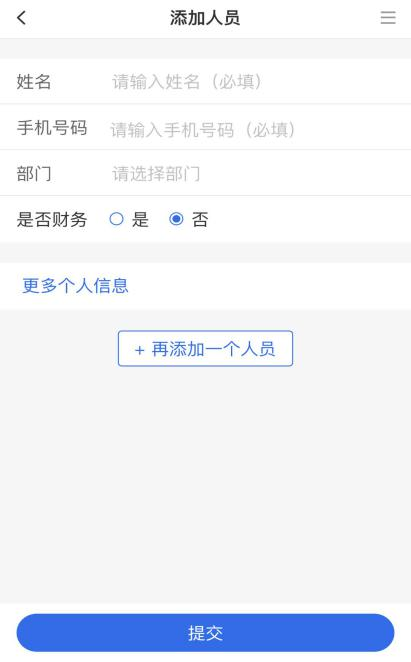 添加人员
姓名 请输入姓名（必填）
手机号码 请输入手机号码（必填）
部门 请选择部门
是否财务 是 否
更多个人信息
+ 再添加一个人员
提交